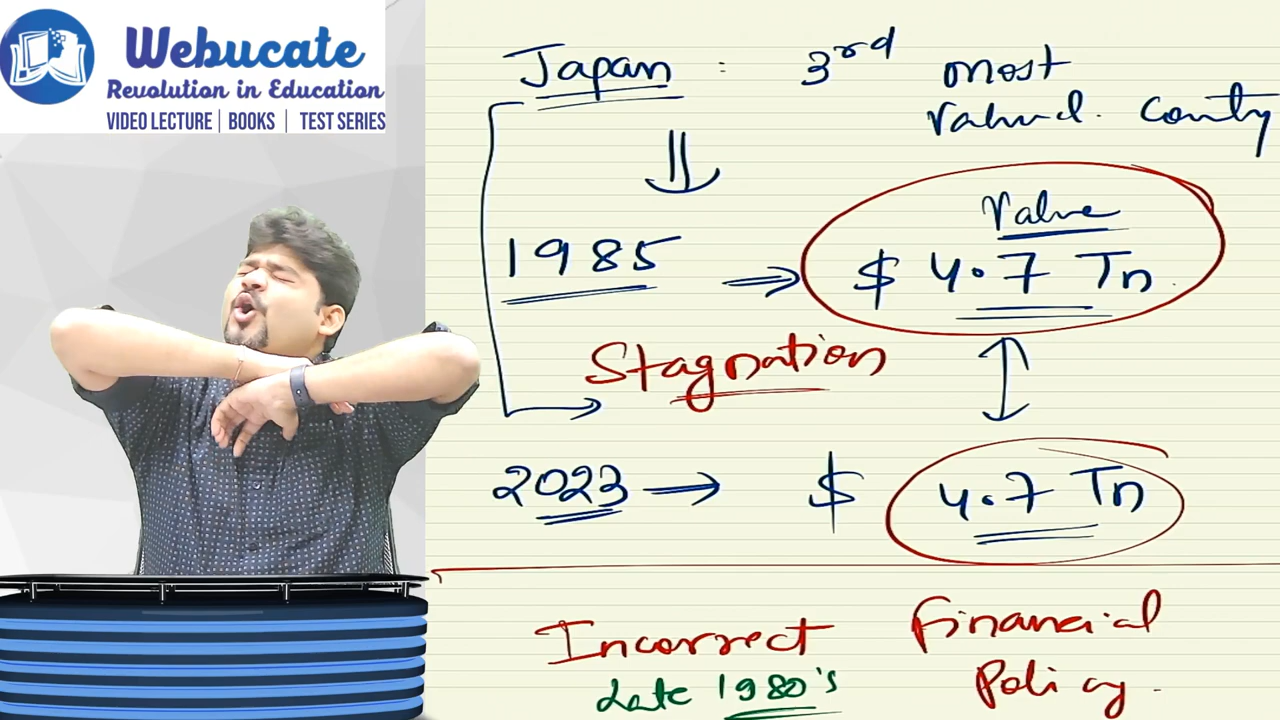 Webucate
Revolution in Education
VIDEO LECTURE | BOOKS | TEST SERIES
Japan : 3rd most
valued. county
1985 → Value
$ 4.7 Tn
Stagnation
2023 → $ 4.7 Tn
Incorrect financial
late 1980's policy.